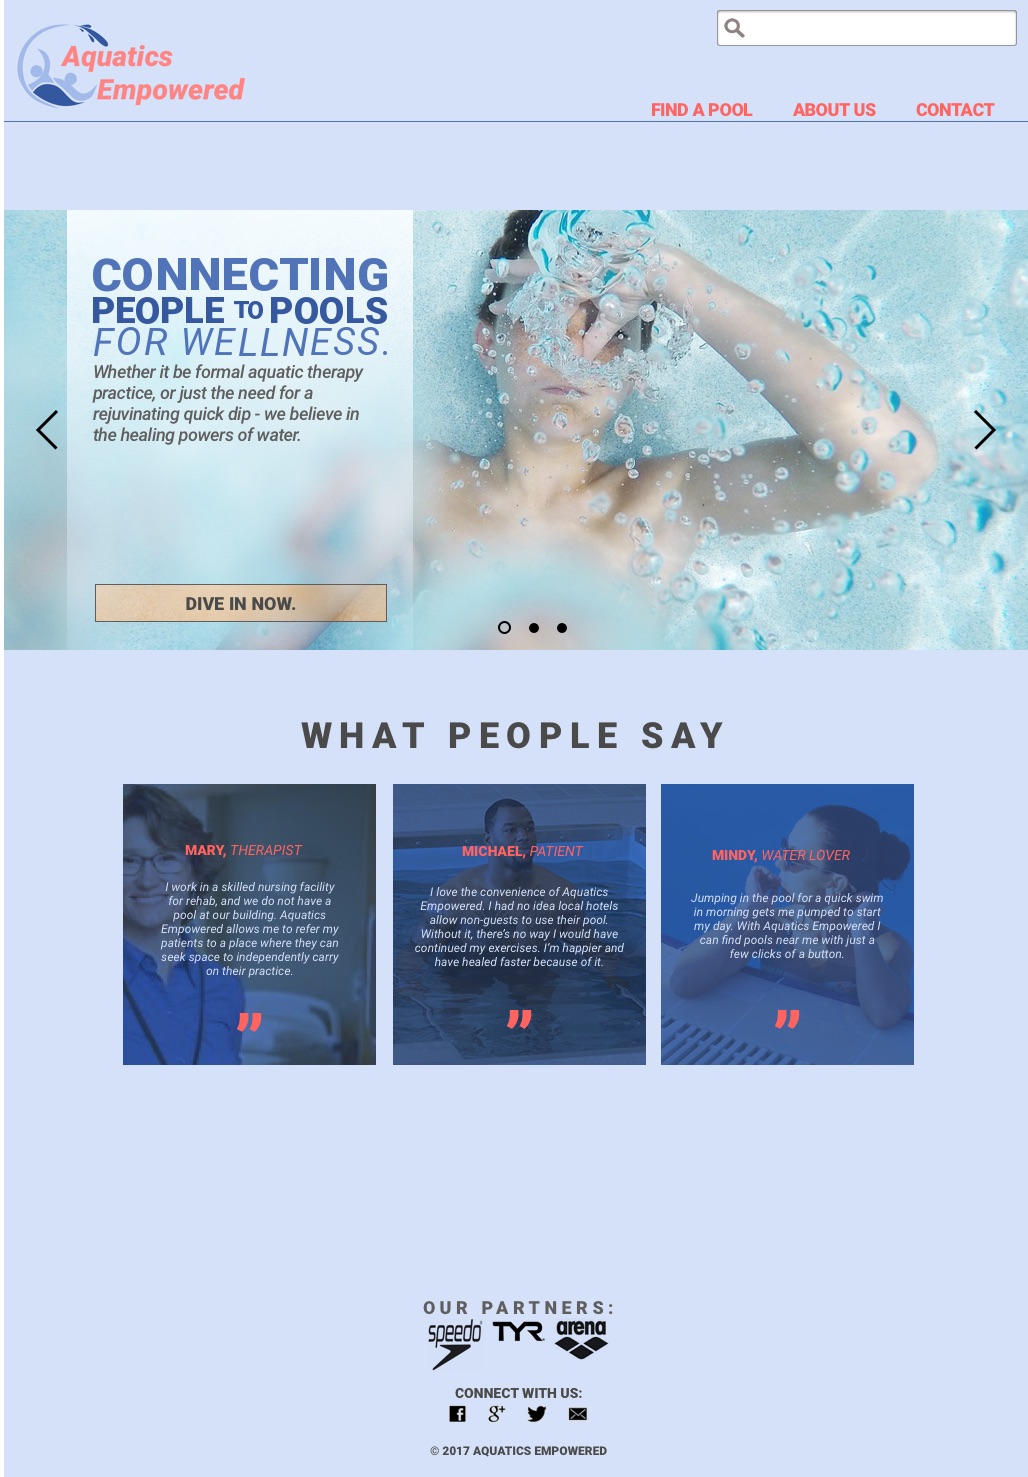 Aquatics
Empowered
FIND A POOL ABOUT US CONTACT
CONNECTING
PEOPLE TO POOLS
FOR WELLNESS.
Whether it be formal aquatic therapy
practice, or just the need for a
rejuvinating quick dip - we believe in
the healing powers of water.
DIVE IN NOW.
WHAT PEOPLE SAY
MARY, THERAPIST
I work in a skilled nursing facility
for rehab, and we do not have a
pool at our building. Aquatics
Empowered allows me to refer my
patients to a place where they can
seek space to independently carry
on their practice.
”
MICHAEL, PATIENT
I love the convenience of Aquatics
Empowered. I had no idea local hotels
allow non-guests to use their pool.
Without it, there’s no way I would have
continued my exercises. I’m happier and
have healed faster because of it.
”
MINDY, WATER LOVER
Jumping in the pool for a quick swim
in morning gets me pumped to start
my day. With Aquatics Empowered I
can find pools near me with just a
few clicks of a button.
”
OUR PARTNERS:
speedo TYR arena
CONNECT WITH US:
© 2017 AQUATICS EMPOWERED